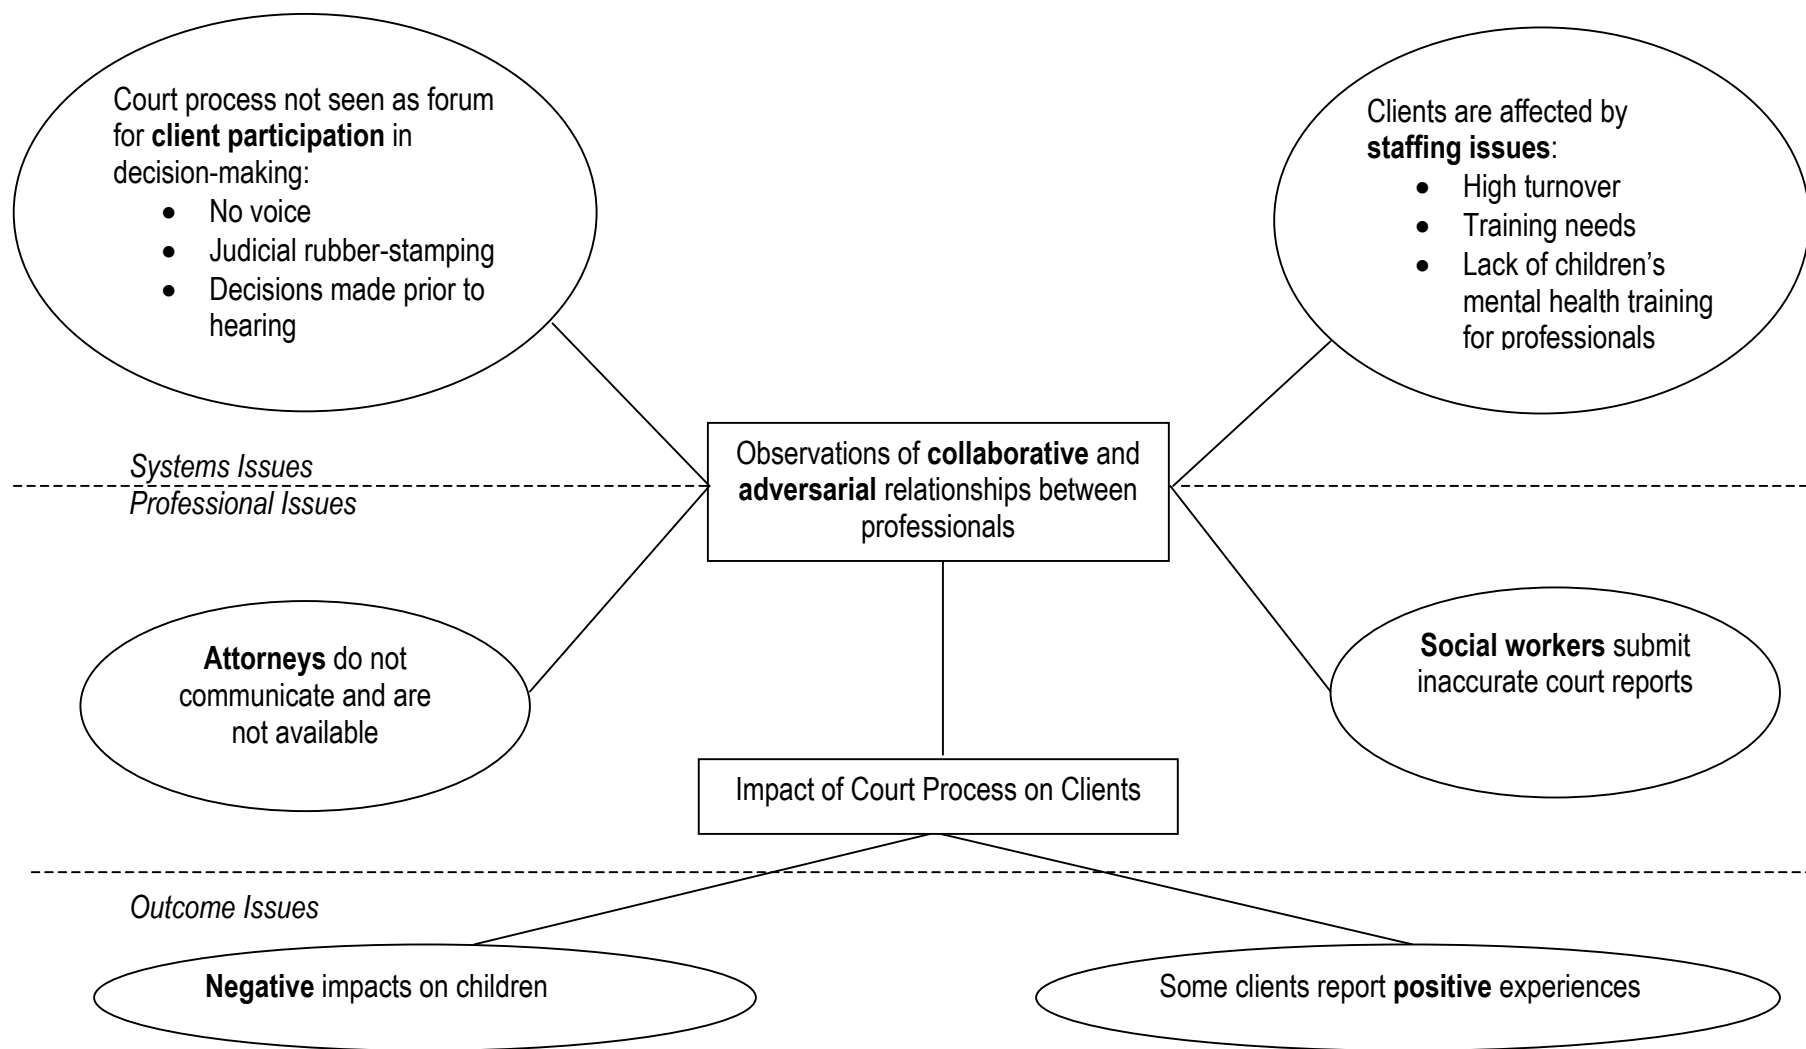 Court process not seen as forum
for client participation in
decision-making:
• No voice
• Judicial rubber-stamping
• Decisions made prior to
hearing
Clients are affected by
staffing issues:
• High turnover
• Training needs
• Lack of children’s
mental health training
for professionals
Systems Issues
Professional Issues
Observations of collaborative and
adversarial relationships between
professionals
Attorneys do not
communicate and are
not available
Social workers submit
inaccurate court reports
Impact of Court Process on Clients
Outcome Issues
Negative impacts on children
Some clients report positive experiences